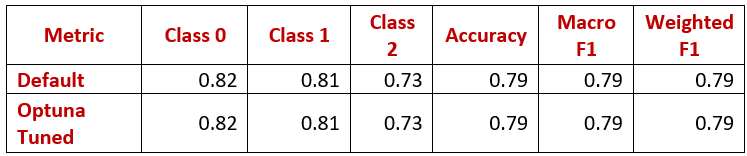 Metric Class 0 Class 1 Class 2 Accuracy Macro F1 Weighted F1
Default 0.82 0.81 0.73 0.79 0.79 0.79
Optuna Tuned 0.82 0.81 0.73 0.79 0.79 0.79